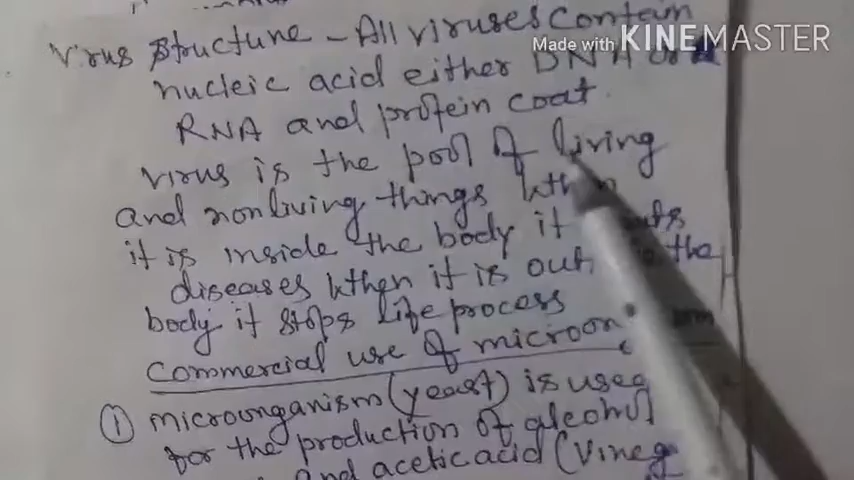 Made with KINEMASTER
Virus Structure - All viruses contain
nucleic acid either DNA or
RNA and protein coat.
Virus is the pool of living
and nonliving things
it is inside the body it
diseases when it is out the
body it stops life process
Commercial use of
① microorganism (yeast) is used
for the production of alcohol
and acetic acid (Vineg